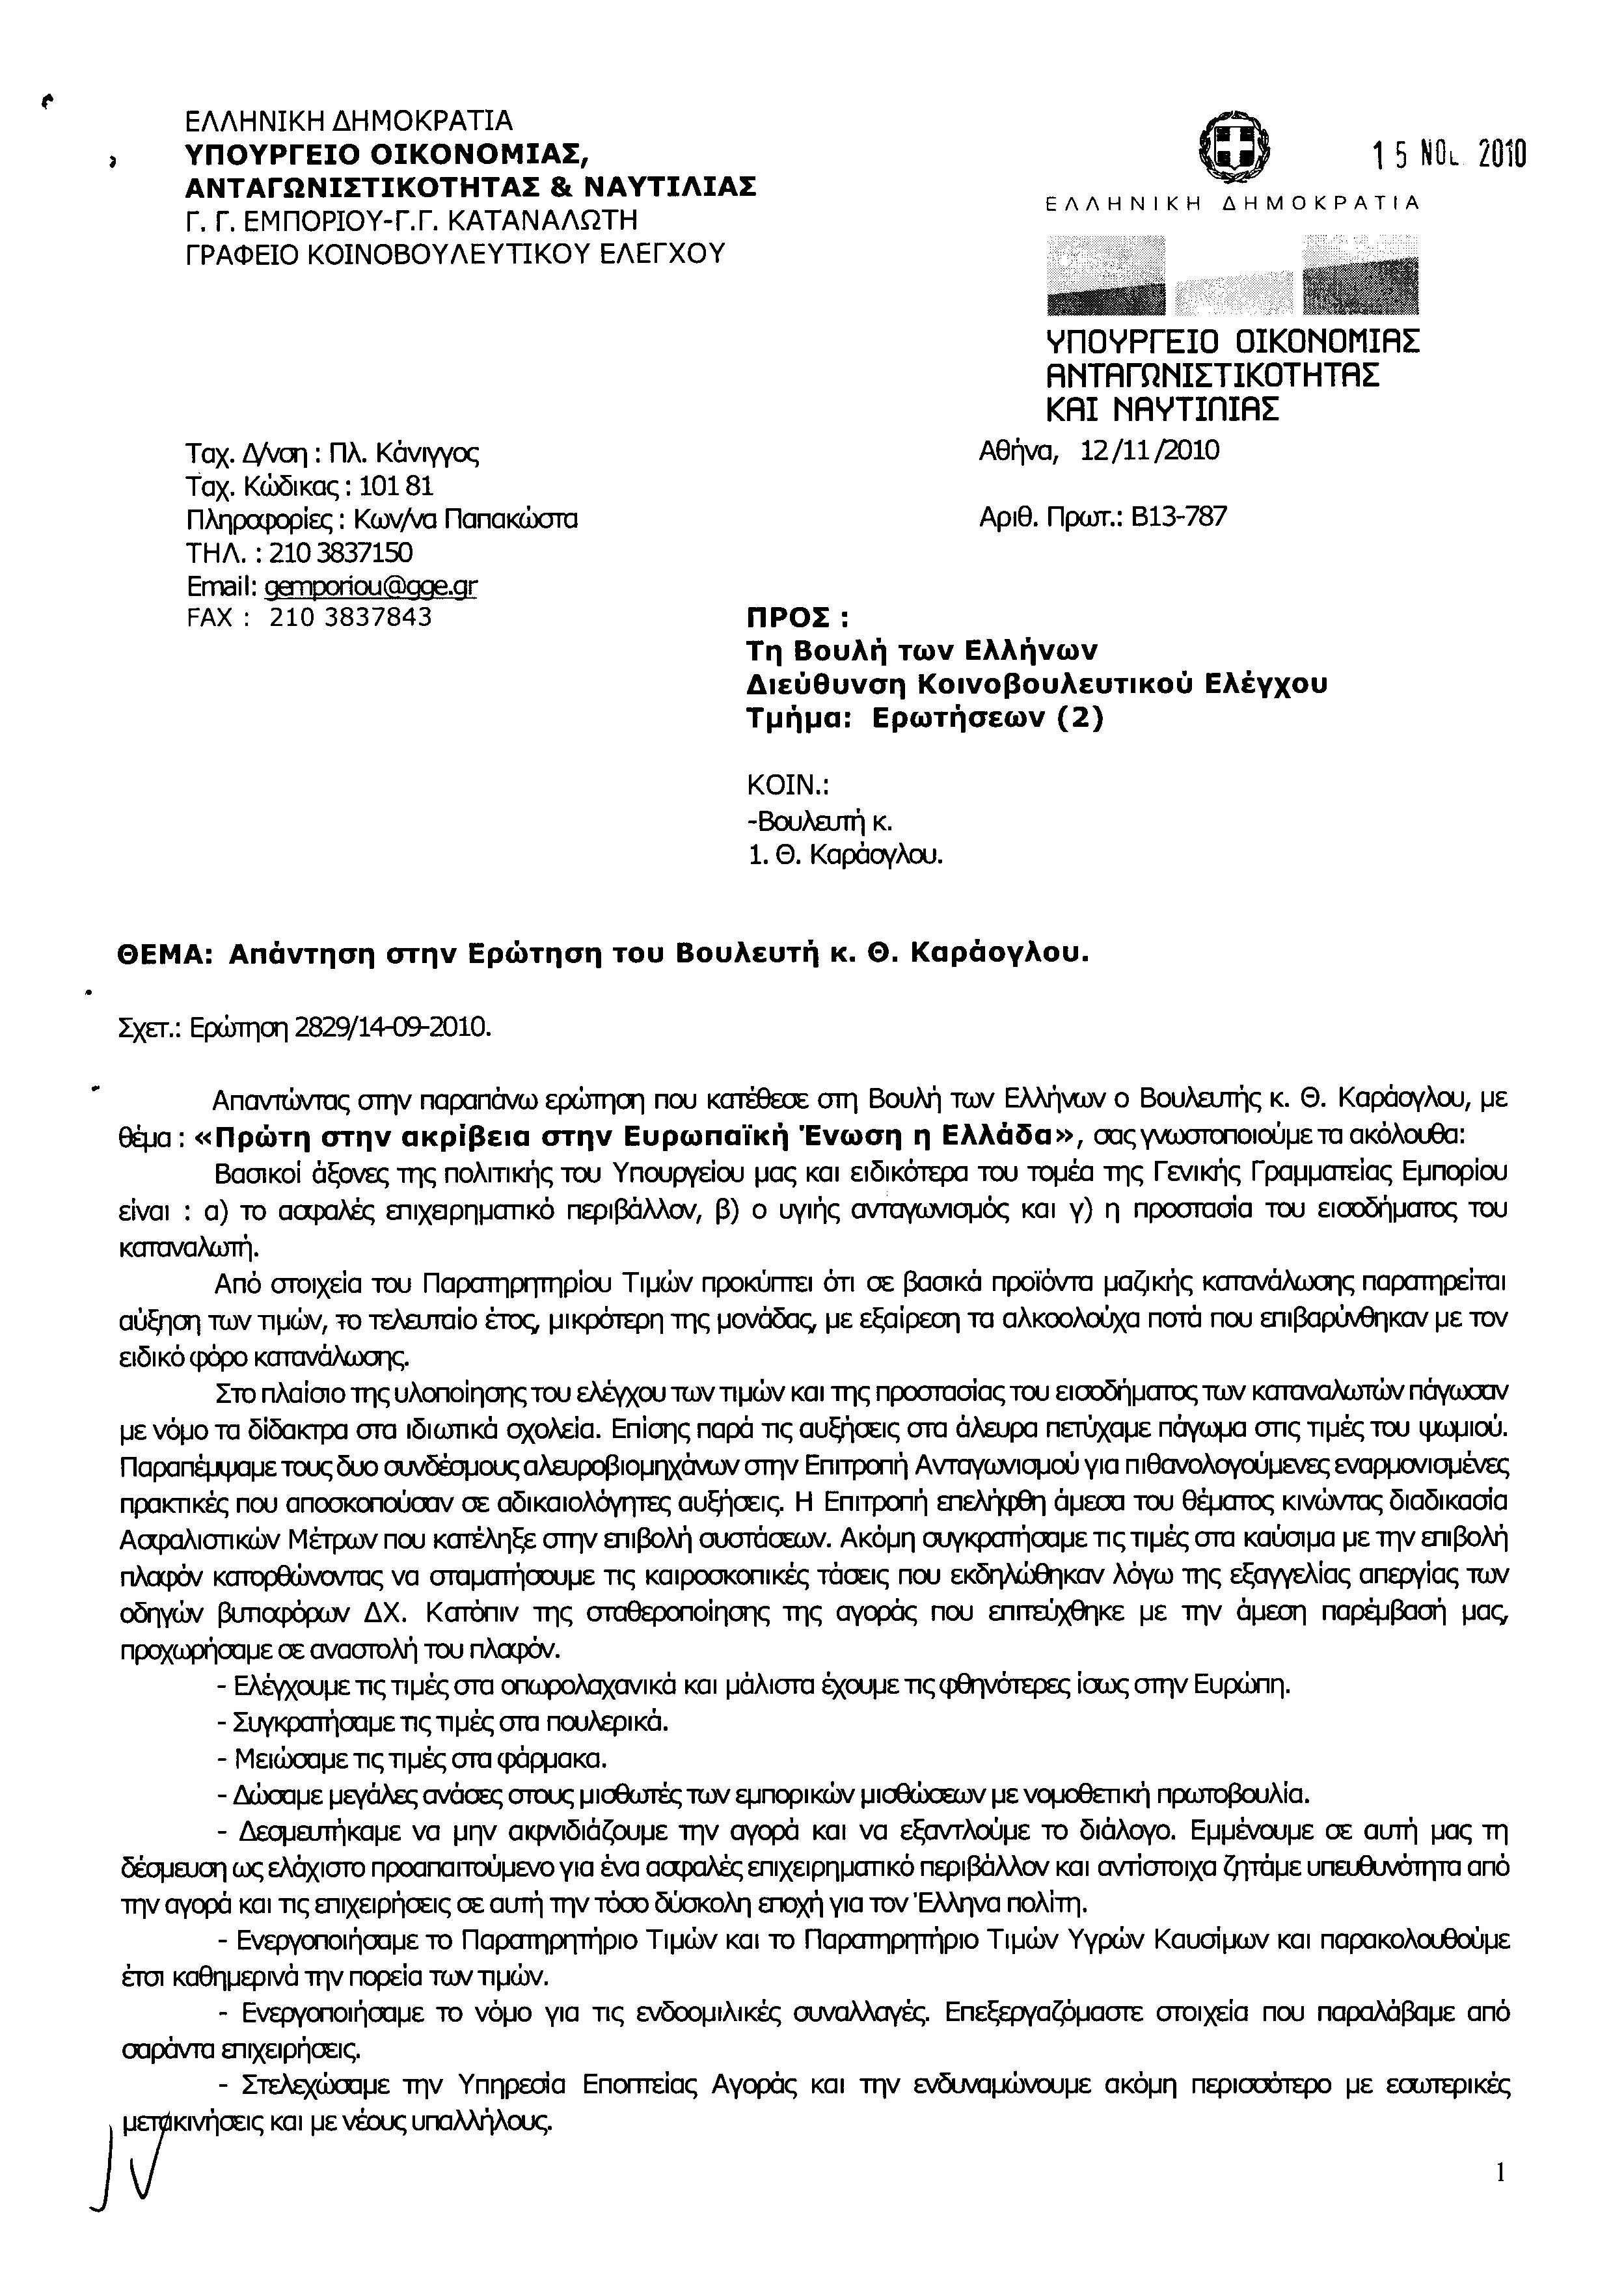 ΕΛΛΗΝΙΚΗ ΔΗΜΟΚΡΑΤΙΑ
ΥΠΟΥΡΓΕΙΟ ΟΙΚΟΝΟΜΙΑΣ,
ΑΝΤΑΓΩΝΙΣΤΙΚΟΤΗΤΑΣ & ΝΑΥΤΙΛΙΑΣ
Γ. Γ. ΕΜΠΟΡΙΟΥ-Γ.Γ. ΚΑΤΑΝΑΛΩΤΗ
ΓΡΑΦΕΙΟ ΚΟΙΝΟΒΟΥΛΕΥΤΙΚΟΥ ΕΛΕΓΧΟΥ
15 ΝΟΕ 2010
ΕΛΛΗΝΙΚΗ ΔΗΜΟΚΡΑΤΙΑ
ΥΠΟΥΡΓΕΙΟ ΟΙΚΟΝΟΜΙΑΣ
ΑΝΤΑΓΩΝΙΣΤΙΚΟΤΗΤΑΣ
ΚΑΙ ΝΑΥΤΙΛΙΑΣ
Ταχ. Δ/νση : Πλ. Κάνιγγος
Ταχ. Κώδικας : 101 81
Πληροφορίες : Κων/να Παπακώστα
ΤΗΛ. : 210 3837150
Email: gemporiou@gge.gr
FAX : 210 3837843
Αθήνα, 12/11/2010
Αριθ. Πρωτ.: Β13-787
ΠΡΟΣ :
Τη Βουλή των Ελλήνων
Διεύθυνση Κοινοβουλευτικού Ελέγχου
Τμήμα: Ερωτήσεων (2)
ΚΟΙΝ.:
-Βουλευτή κ.
1. Θ. Καράογλου.
ΘΕΜΑ: Απάντηση στην Ερώτηση του Βουλευτή κ. Θ. Καράογλου.
Σχετ.: Ερώτηση 2829/14-09-2010.
Απαντώντας στην παραπάνω ερώτηση που κατέθεσε στη Βουλή των Ελλήνων ο Βουλευτής κ. Θ. Καράογλου, με
θέμα : «Πρώτη στην ακρίβεια στην Ευρωπαϊκή Ένωση η Ελλάδα», σας γνωστοποιούμε τα ακόλουθα:
Βασικοί άξονες της πολιτικής του Υπουργείου μας και ειδικότερα του τομέα της Γενικής Γραμματείας Εμπορίου
είναι : α) το ασφαλές επιχειρηματικό περιβάλλον, β) ο υγιής ανταγωνισμός και γ) η προστασία του εισοδήματος του
καταναλωτή.
Από στοιχεία του Παρατηρητηρίου Τιμών προκύπτει ότι σε βασικά προϊόντα μαζικής κατανάλωσης παρατηρείται
αύξηση των τιμών, το τελευταίο έτος, μικρότερη της μονάδας, με εξαίρεση τα αλκοολούχα ποτά που επιβαρύνθηκαν με τον
ειδικό φόρο κατανάλωσης.
Στο πλαίσιο της υλοποίησης του ελέγχου των τιμών και της προστασίας του εισοδήματος των καταναλωτών πάγωσαν
με νόμο τα δίδακτρα στα ιδιωτικά σχολεία. Επίσης παρά τις αυξήσεις στα άλευρα πετύχαμε πάγωμα στις τιμές του ψωμιού.
Παραπέμψαμε τους δυο συνδέσμους αλευροβιομηχάνων στην Επιτροπή Ανταγωνισμού για πιθανολογούμενες εναρμονισμένες
πρακτικές που αποσκοπούσαν σε αδικαιολόγητες αυξήσεις. Η Επιτροπή επελήφθη άμεσα του θέματος κινώντας διαδικασία
Ασφαλιστικών Μέτρων που κατέληξε στην επιβολή συστάσεων. Ακόμη συγκρατήσαμε τις τιμές στα καύσιμα με την επιβολή
πλαφόν κατορθώνοντας να σταματήσουμε τις καιροσκοπικές τάσεις που εκδηλώθηκαν λόγω της εξαγγελίας απεργίας των
οδηγών βυτιοφόρων ΔΧ. Κατόπιν της σταθεροποίησης της αγοράς που επιτεύχθηκε με την άμεση παρέμβασή μας,
προχωρήσαμε σε αναστολή του πλαφόν.
- Ελέγχουμε τις τιμές στα οπωρολαχανικά και μάλιστα έχουμε τις φθηνότερες ίσως στην Ευρώπη.
- Συγκρατήσαμε τις τιμές στα πουλερικά.
- Μειώσαμε τις τιμές στα φάρμακα.
- Δώσαμε μεγάλες ανάσες στους μισθωτές των εμπορικών μισθώσεων με νομοθετική πρωτοβουλία.
- Δεσμευτήκαμε να μην αιφνιδιάζουμε την αγορά και να εξαντλούμε το διάλογο. Εμμένουμε σε αυτή μας τη
δέσμευση ως ελάχιστο προαπαιτούμενο για ένα ασφαλές επιχειρηματικό περιβάλλον και αντίστοιχα ζητάμε υπευθυνότητα από
την αγορά και τις επιχειρήσεις σε αυτή την τόσο δύσκολη εποχή για τον Έλληνα πολίτη.
- Ενεργοποιήσαμε το Παρατηρητήριο Τιμών και το Παρατηρητήριο Τιμών Υγρών Καυσίμων και παρακολουθούμε
έτσι καθημερινά την πορεία των τιμών.
- Ενεργοποιήσαμε το νόμο για τις ενδοομιλικές συναλλαγές. Επεξεργαζόμαστε στοιχεία που παραλάβαμε από
σαράντα επιχειρήσεις.
- Στελεχώσαμε την Υπηρεσία Εποπτείας Αγοράς και την ενδυναμώνουμε ακόμη περισσότερο με εσωτερικές
μετακινήσεις και με νέους υπαλλήλους.
1